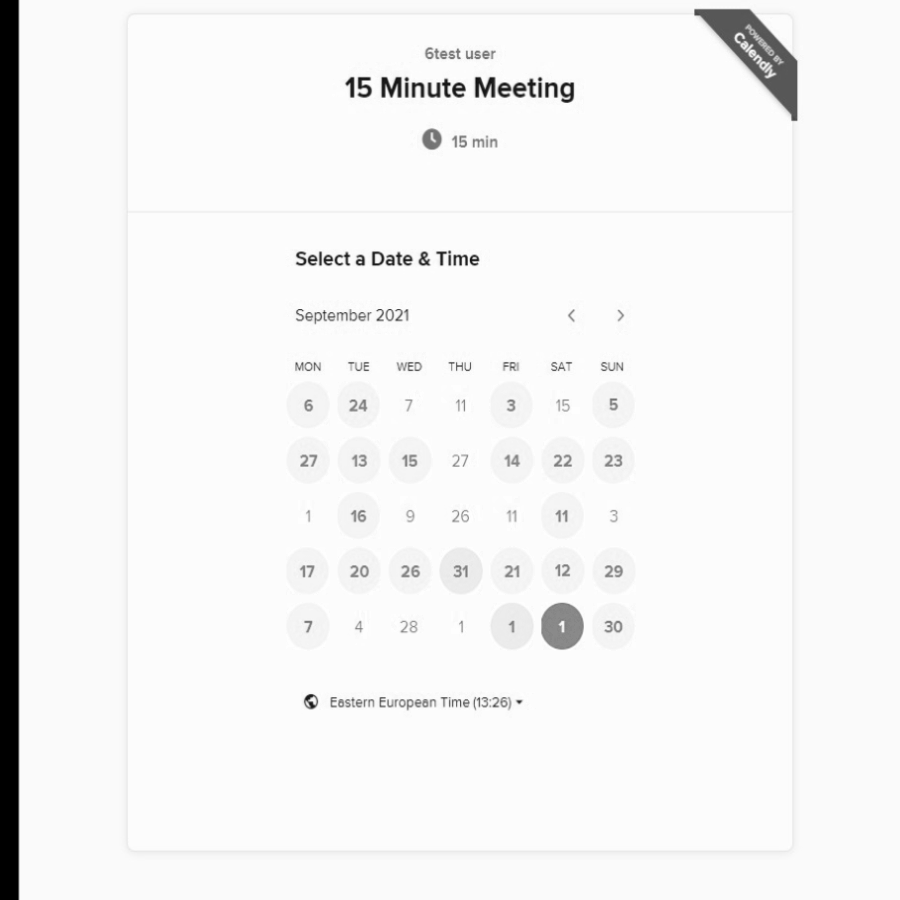 POWERED BY
Calendly
6test user
15 Minute Meeting
15 min
Select a Date & Time
September 2021
MON TUE WED THU FRI SAT SUN
6 24 7 11 3 15 5
27 13 15 27 14 22 23
1 16 9 26 11 11 3
17 20 26 31 21 12 29
7 4 28 1 1 1 30
Eastern European Time (13:26)